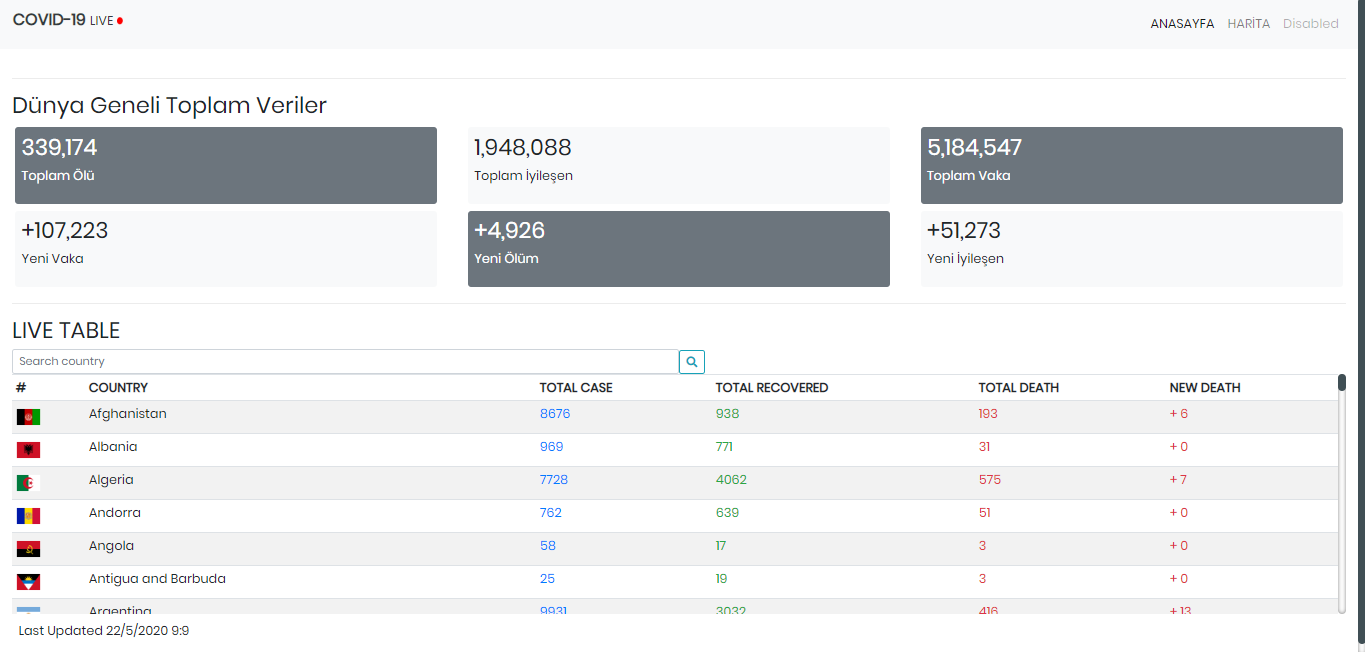 COVID-19 LIVE
ANASAYFA HARİTA Disabled
Dünya Geneli Toplam Veriler
339,174
Toplam Ölü
1,948,088
Toplam İyileşen
5,184,547
Toplam Vaka
+107,223
Yeni Vaka
+4,926
Yeni Ölüm
+51,273
Yeni İyileşen
LIVE TABLE
Search country
# COUNTRY TOTAL CASE TOTAL RECOVERED TOTAL DEATH NEW DEATH
Afghanistan 8676 938 193 + 6
Albania 969 771 31 + 0
Algeria 7728 4062 575 + 7
Andorra 762 639 51 + 0
Angola 58 17 3 + 0
Antigua and Barbuda 25 19 3 + 0
Argentina 9931 3032 416 + 13
Last Updated 22/5/2020 9:9